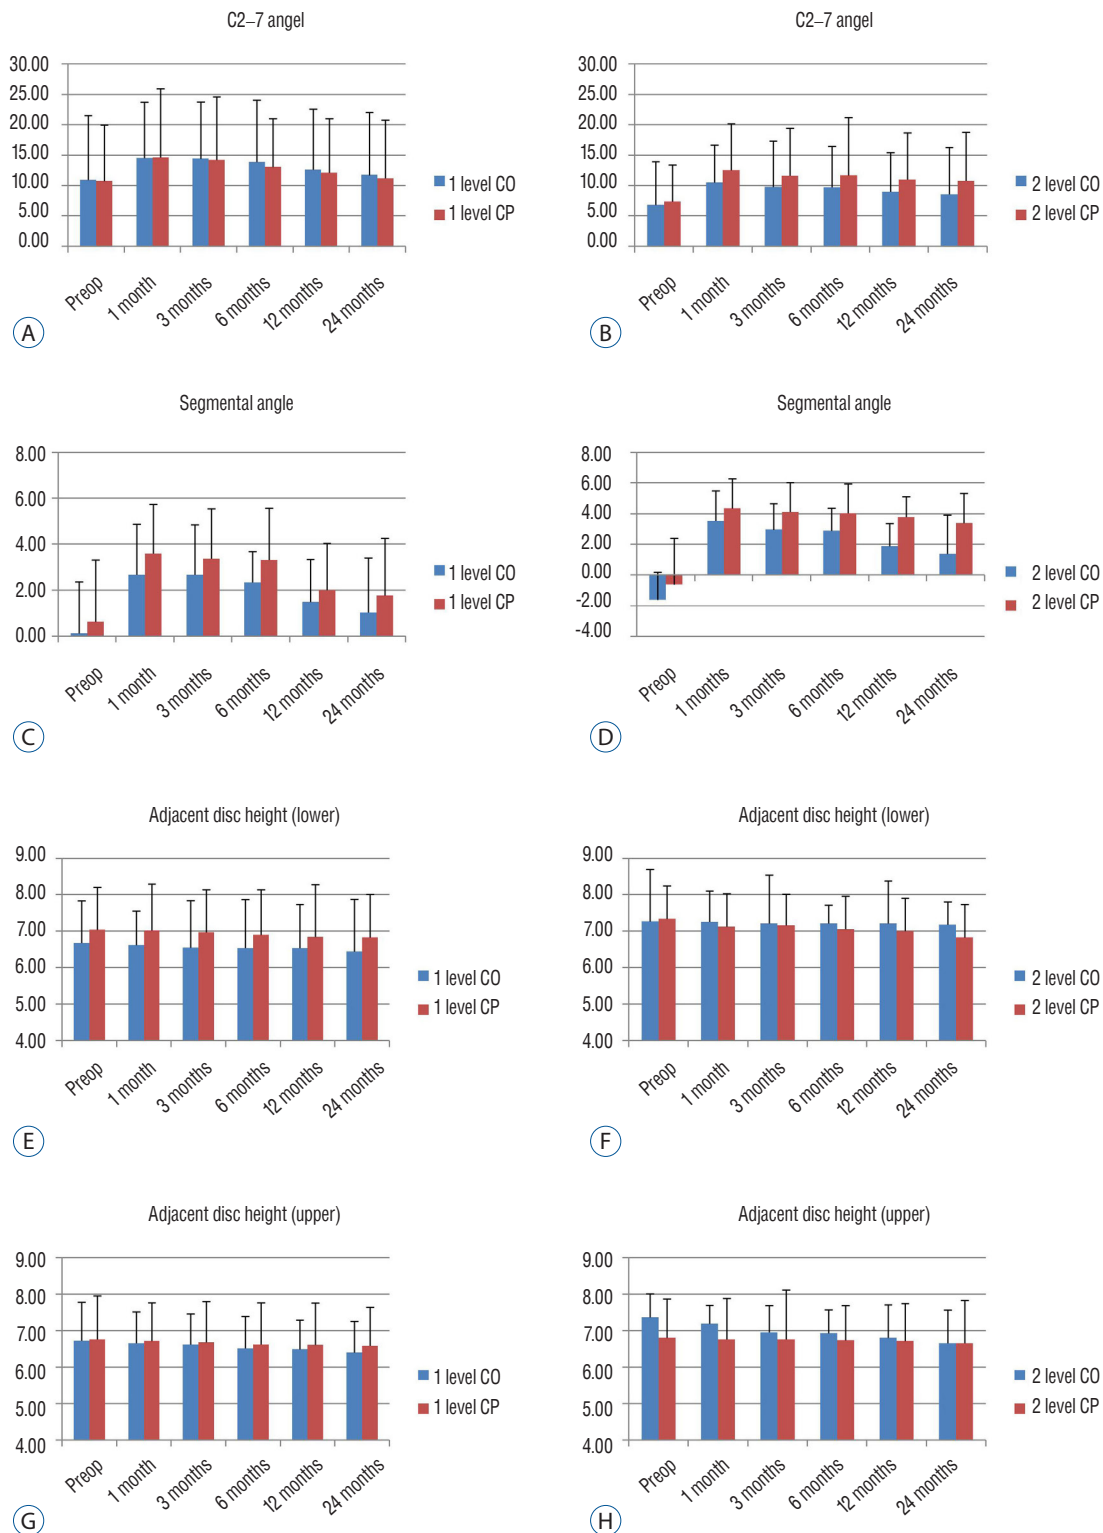 C2–7 angel
30.00
25.00
20.00
15.00
10.00
5.00
0.00
1 level CO
1 level CP
Preop
1 month
3 months
6 months
12 months
24 months
A
C2–7 angel
30.00
25.00
20.00
15.00
10.00
5.00
0.00
2 level CO
2 level CP
Preop
1 month
3 months
6 months
12 months
24 months
B
Segmental angle
8.00
6.00
4.00
2.00
0.00
1 level CO
1 level CP
Preop
1 month
3 months
6 months
12 months
24 months
C
Segmental angle
8.00
6.00
4.00
2.00
0.00
-2.00
-4.00
2 level CO
2 level CP
Preop
1 months
3 months
6 months
12 months
24 months
D
Adjacent disc height (lower)
9.00
8.00
7.00
6.00
5.00
4.00
1 level CO
1 level CP
Preop
1 month
3 months
6 months
12 months
24 months
E
Adjacent disc height (lower)
9.00
8.00
7.00
6.00
5.00
4.00
2 level CO
2 level CP
Preop
1 month
3 months
6 months
12 months
24 months
F
Adjacent disc height (upper)
9.00
8.00
7.00
6.00
5.00
4.00
1 level CO
1 level CP
Preop
1 month
3 months
6 months
12 months
24 months
G
Adjacent disc height (upper)
9.00
8.00
7.00
6.00
5.00
4.00
2 level CO
2 level CP
Preop
1 month
3 months
6 months
12 months
24 months
H